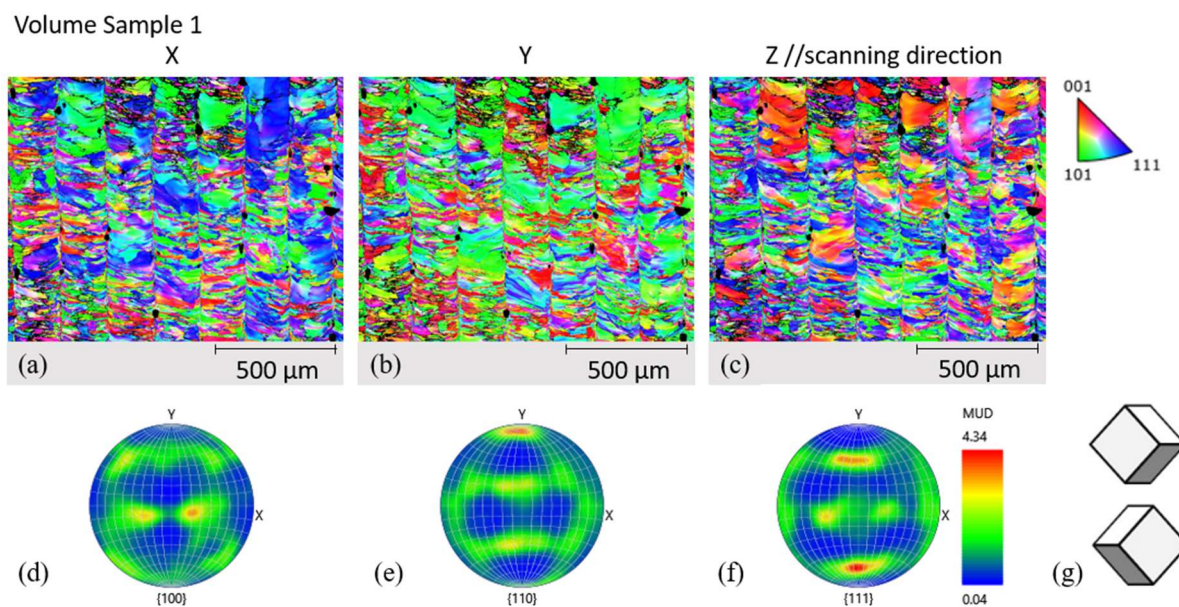 Volume Sample 1
X
Y
Z //scanning direction
001
101
111
(a)
500 µm
(b)
500 µm
(c)
500 µm
Y
X
{100}
(d)
Y
X
{110}
(e)
Y
X
{111}
(f)
MUD
4.34
0.04
(g)